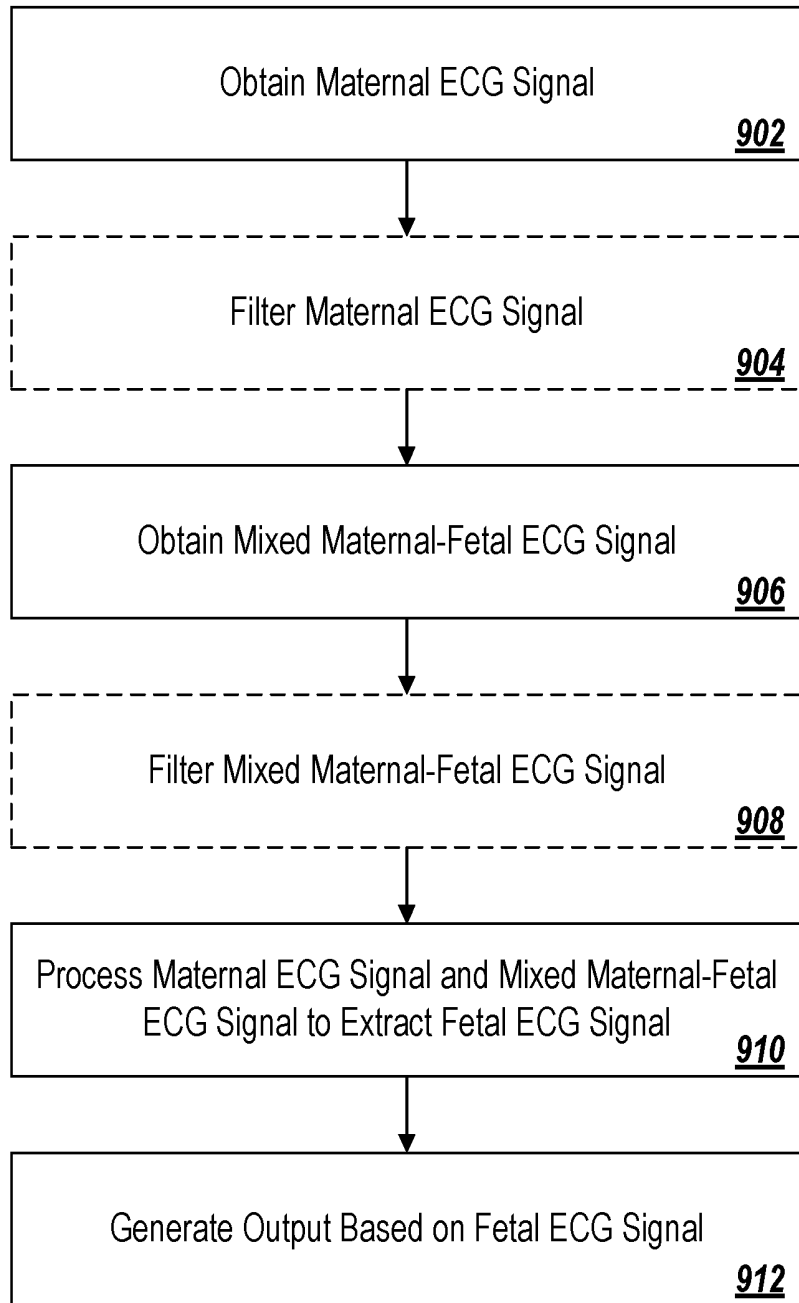 Obtain Maternal ECG Signal
902
Filter Maternal ECG Signal
904
Obtain Mixed Maternal-Fetal ECG Signal
906
Filter Mixed Maternal-Fetal ECG Signal
908
Process Maternal ECG Signal and Mixed Maternal-Fetal
ECG Signal to Extract Fetal ECG Signal
910
Generate Output Based on Fetal ECG Signal
912